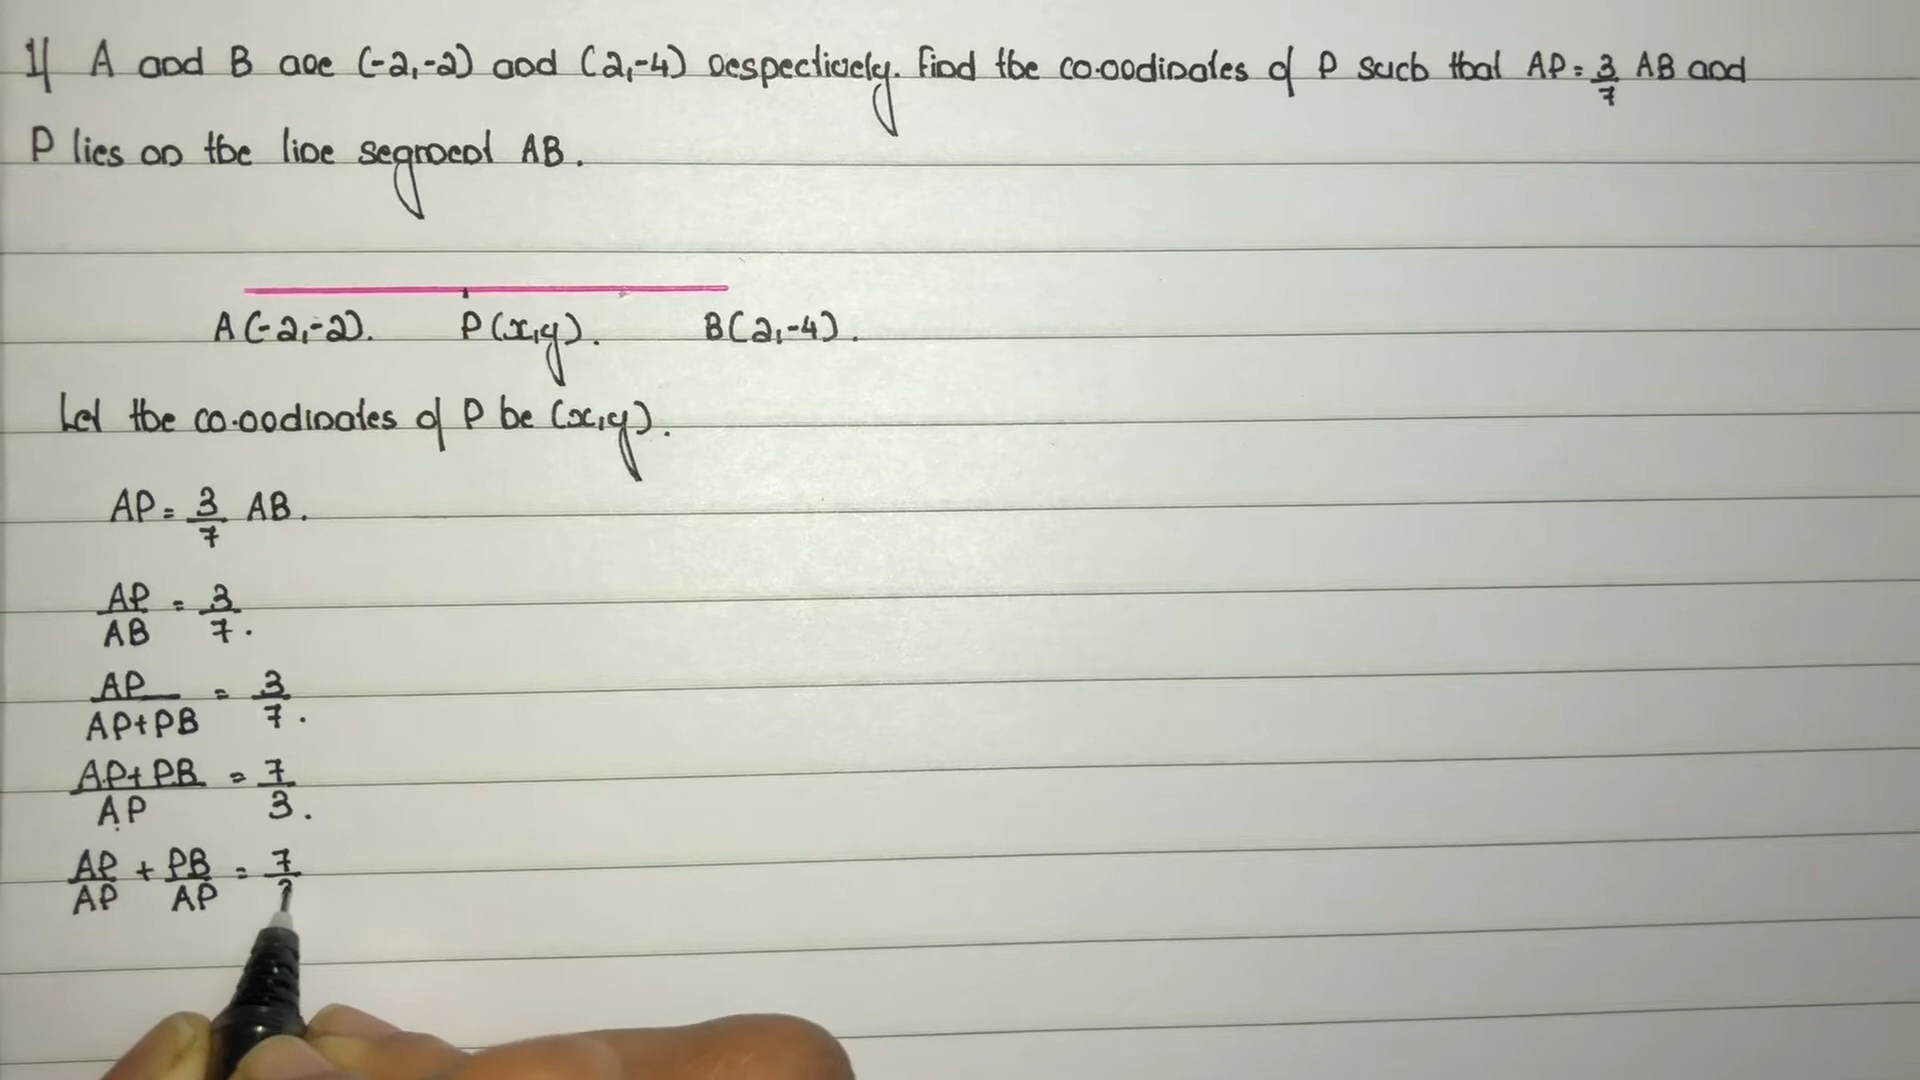 If A and B are (-2,-2) and (2,-4) respectively. Find the co.ordinates of P such that AP = 3/7 AB and
P lies on the line segment AB.
A(-2,-2). P(x,y). B(2,-4).
Let the co.ordinates of P be (x,y).
AP = 3/7 AB.
AP/AB = 3/7.
AP/AP+PB = 3/7.
AP+PB/AP = 7/3.
AP/AP + PB/AP = 7/